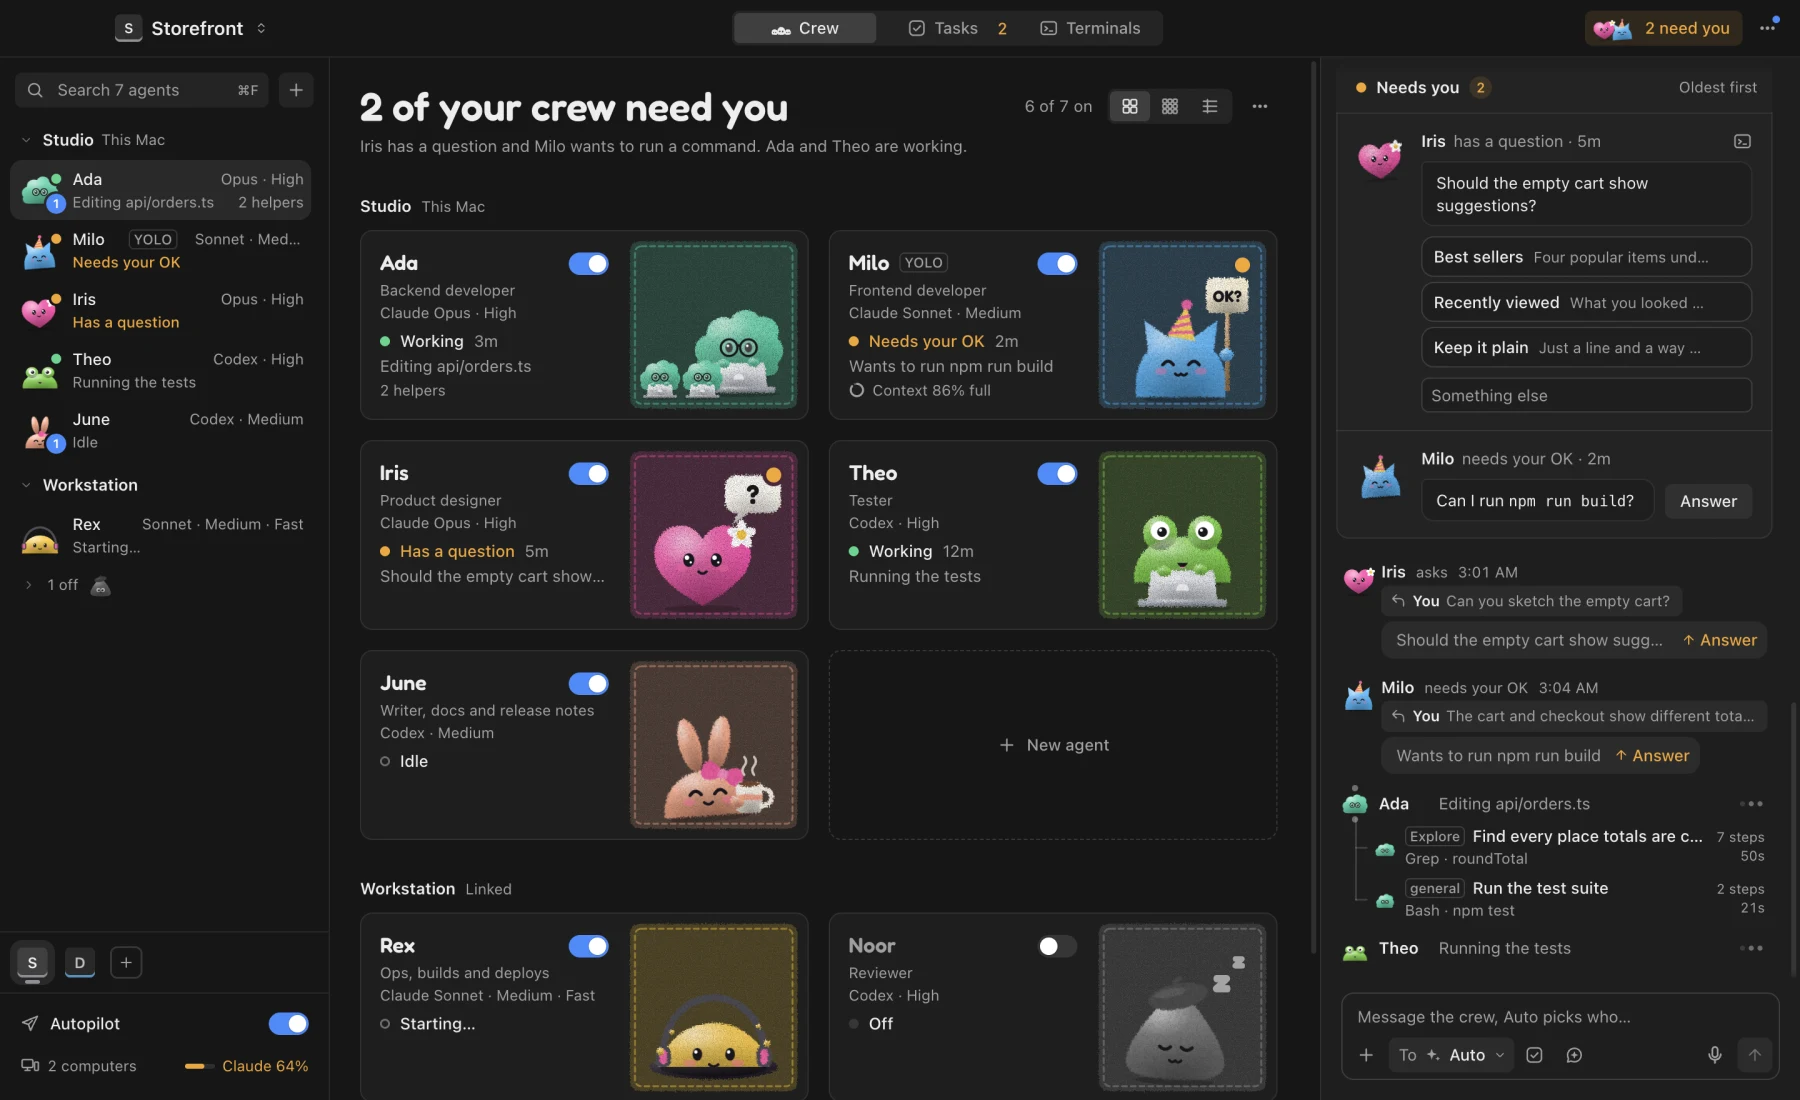 S Storefront
Crew
Tasks 2
Terminals
2 need you
Search 7 agents ⌘F
Studio This Mac
Ada Opus · High
1 Editing api/orders.ts 2 helpers
Milo YOLO Sonnet · Med...
Needs your OK
Iris Opus · High
Has a question
Theo Codex · High
Running the tests
June Codex · Medium
1 Idle
Workstation
Rex Sonnet · Medium · Fast
Starting...
1 off
S D
Autopilot
2 computers Claude 64%
2 of your crew need you
6 of 7 on
Iris has a question and Milo wants to run a command. Ada and Theo are working.
Studio This Mac
Ada
Backend developer
Claude Opus · High
Working 3m
Editing api/orders.ts
2 helpers
Milo YOLO
Frontend developer
Claude Sonnet · Medium
Needs your OK 2m
Wants to run npm run build
Context 86% full
OK?
Iris
Product designer
Claude Opus · High
Has a question 5m
Should the empty cart show...
?
Theo
Tester
Codex · High
Working 12m
Running the tests
June
Writer, docs and release notes
Codex · Medium
Idle
New agent
Workstation Linked
Rex
Ops, builds and deploys
Claude Sonnet · Medium · Fast
Starting...
Noor
Reviewer
Codex · High
Off
z z
Needs you 2 Oldest first
Iris has a question · 5m
Should the empty cart show
suggestions?
Best sellers Four popular items und...
Recently viewed What you looked ...
Keep it plain Just a line and a way ...
Something else
Milo needs your OK · 2m
Can I run npm run build? Answer
Iris asks 3:01 AM
You Can you sketch the empty cart?
Should the empty cart show sugg... ↑ Answer
Milo needs your OK 3:04 AM
You The cart and checkout show different tota...
Wants to run npm run build ↑ Answer
Ada Editing api/orders.ts
Explore Find every place totals are c... 7 steps
Grep · roundTotal 50s
general Run the test suite 2 steps
Bash · npm test 21s
Theo Running the tests
Message the crew, Auto picks who...
To Auto